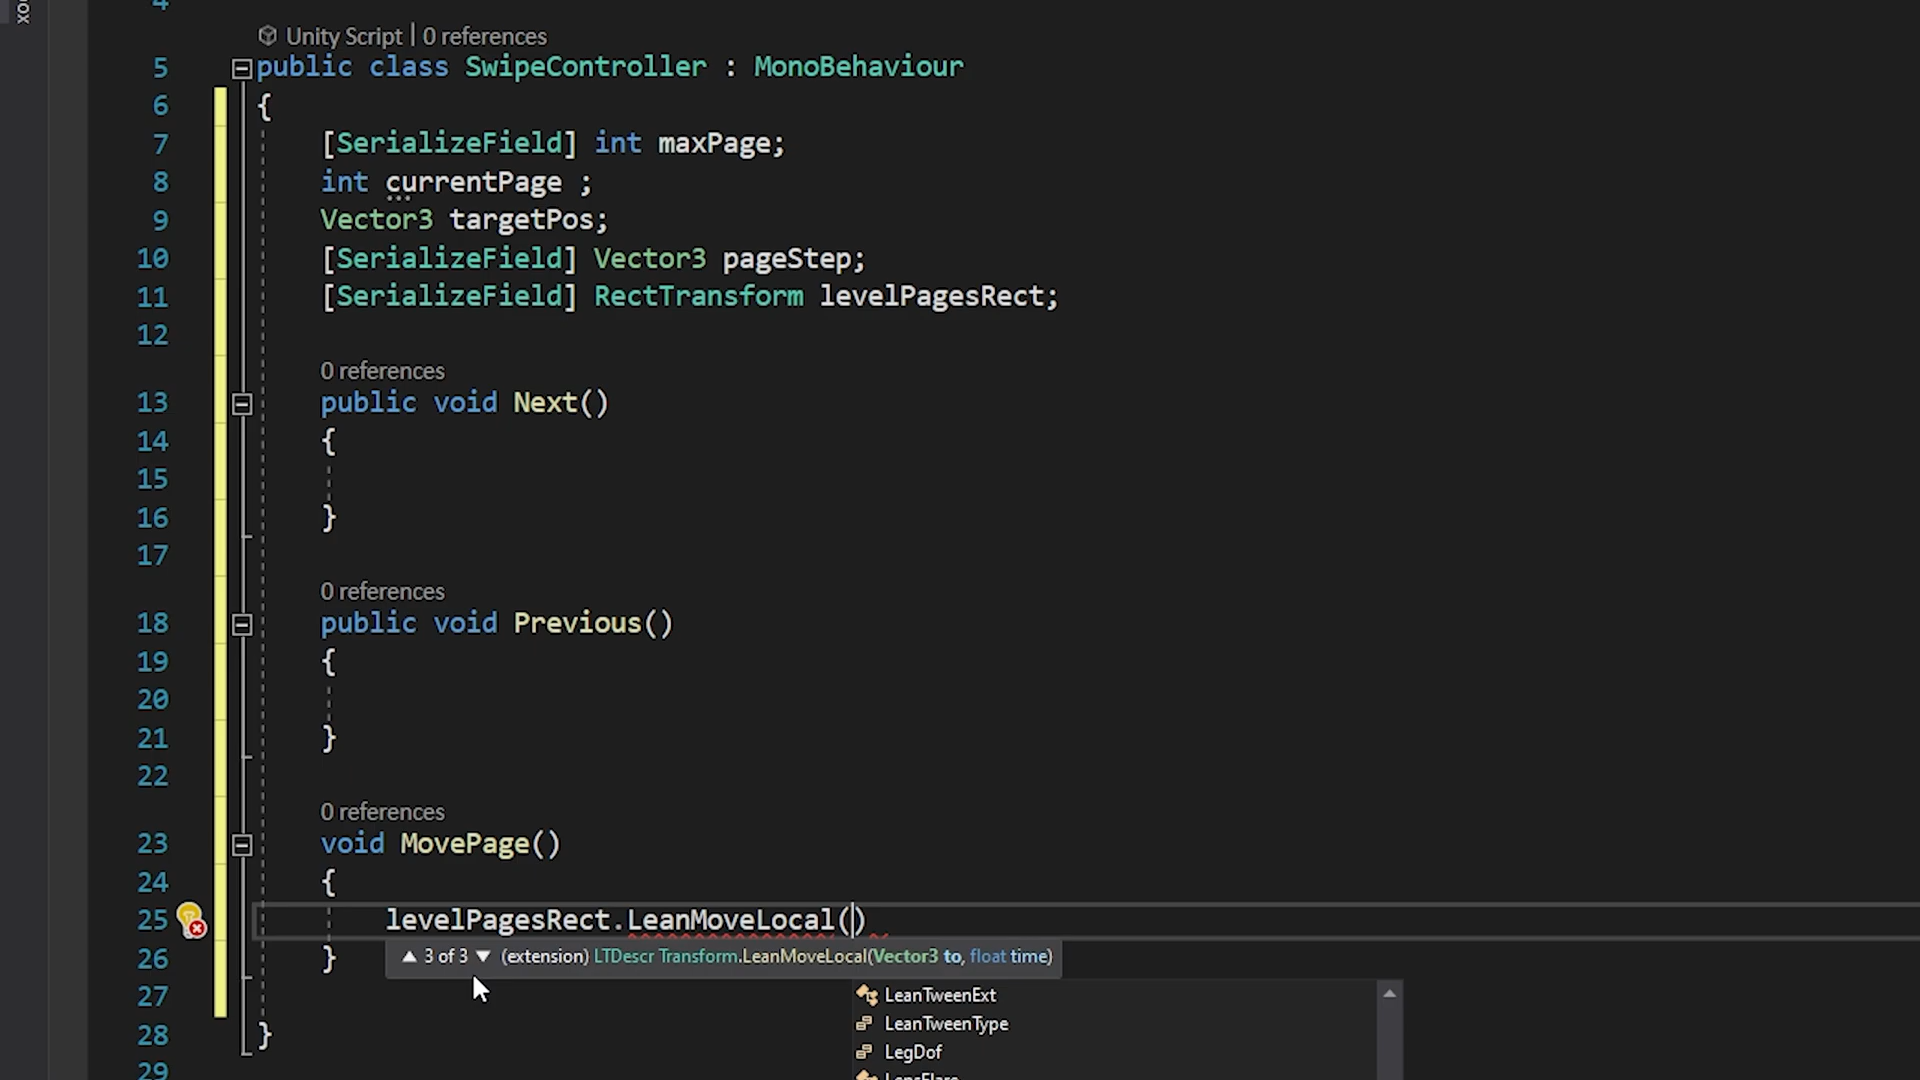 xoo
4
Unity Script | 0 references
5 public class SwipeController : MonoBehaviour
6 {
7 [SerializeField] int maxPage;
8 int currentPage ;
9 Vector3 targetPos;
10 [SerializeField] Vector3 pageStep;
11 [SerializeField] RectTransform levelPagesRect;
12
0 references
13 public void Next()
14 {
15
16 }
17
0 references
18 public void Previous()
19 {
20
21 }
22
0 references
23 void MovePage()
24 {
25 levelPagesRect.LeanMoveLocal()
26 }
▲ 3 of 3 ▼ (extension) LTDescr Transform.LeanMoveLocal(Vector3 to, float time)
27
LeanTweenExt
LeanTweenType
28 }
LegDof
29
LensFlare